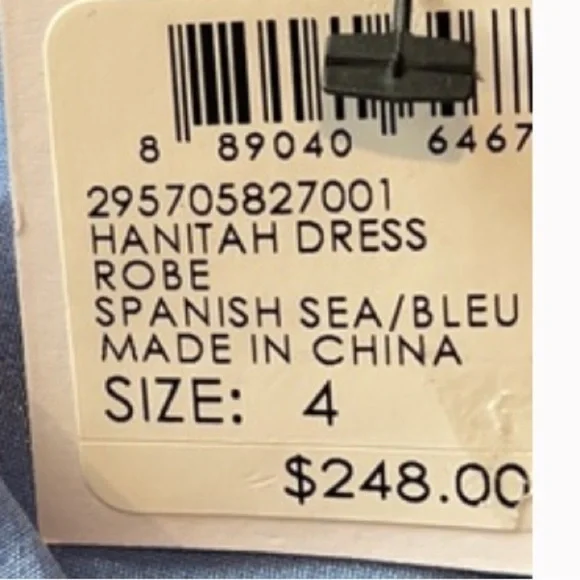 8 89040 6467
295705827001
HANITAH DRESS
ROBE
SPANISH SEA/BLEU
MADE IN CHINA
SIZE: 4
$248.00